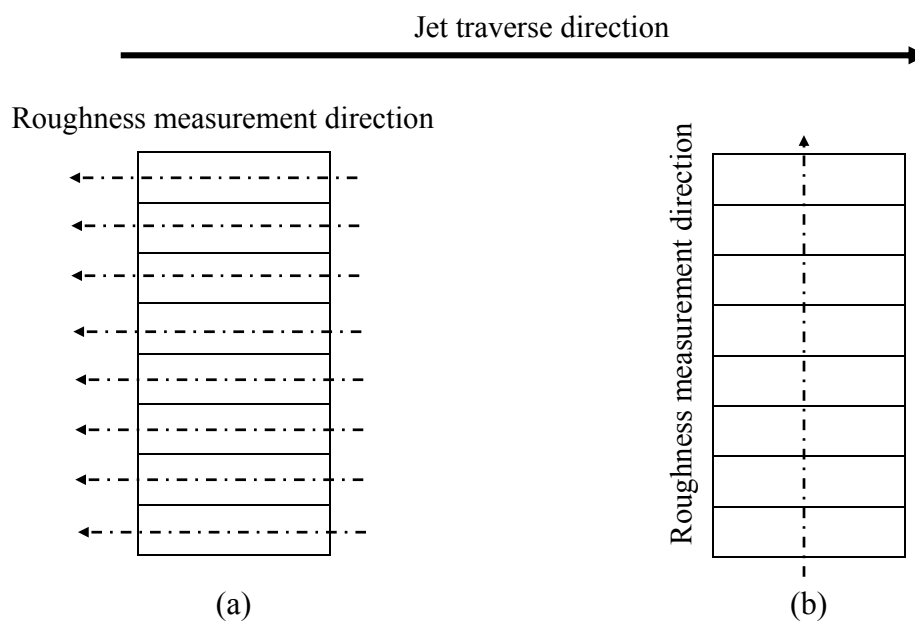 Jet traverse direction
Roughness measurement direction
Roughness measurement direction
(a)
(b)